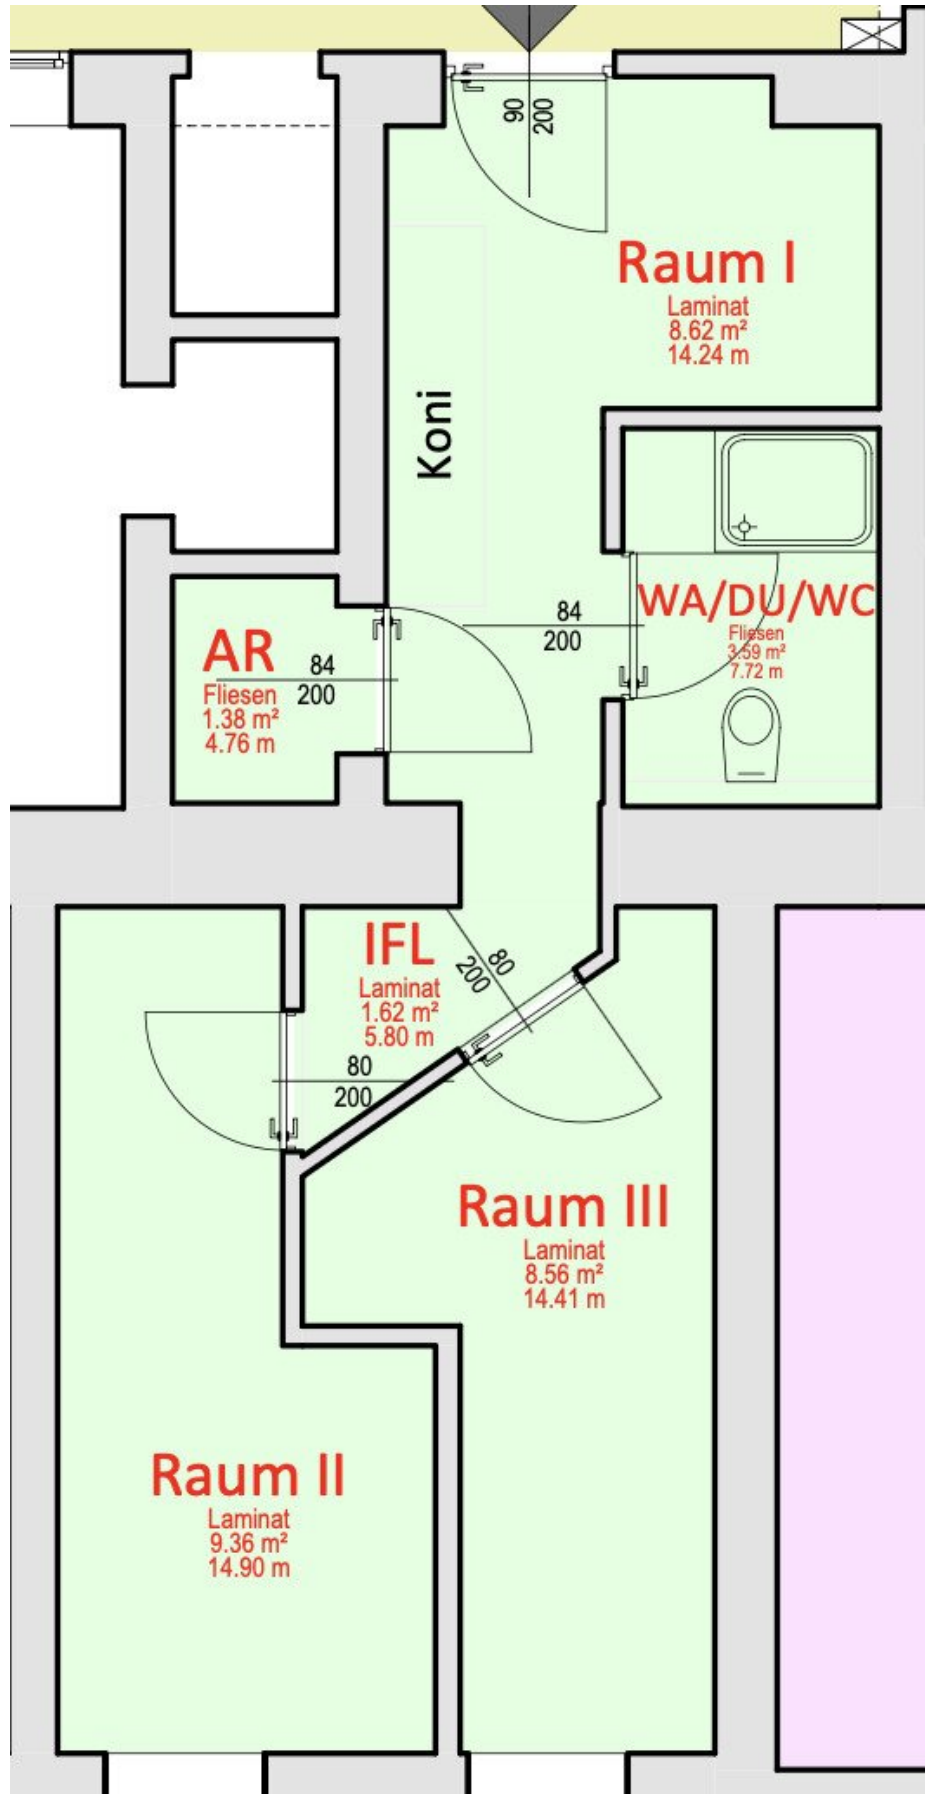 90
200
Raum I
Laminat
8.62 m²
14.24 m
Koni
84
200
WA/DU/WC
Fliesen
3.59 m²
7.72 m
AR
Fliesen
1.38 m²
4.76 m
84
200
IFL
Laminat
1.62 m²
5.80 m
80
200
80
200
Raum III
Laminat
8.56 m²
14.41 m
Raum II
Laminat
9.36 m²
14.90 m